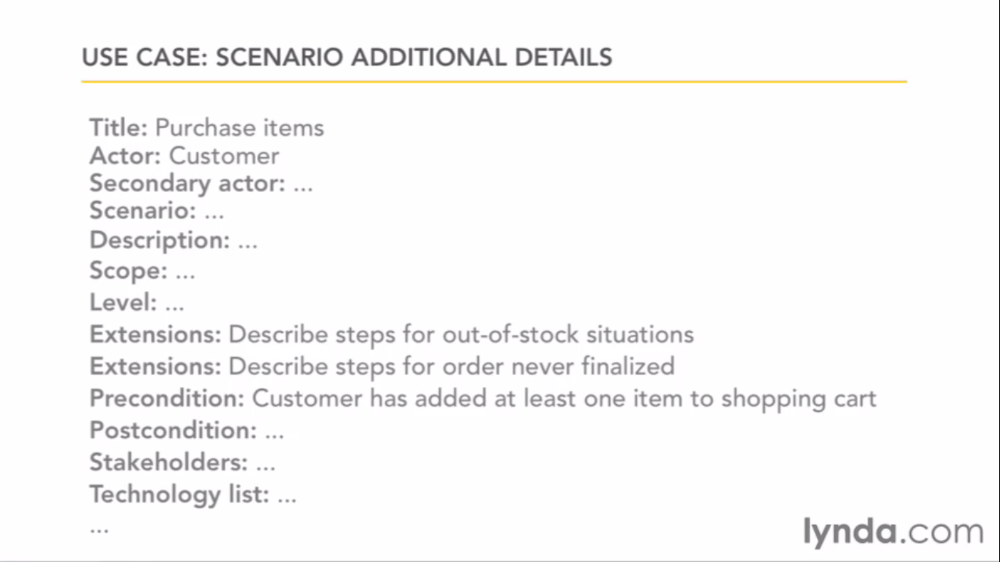 USE CASE: SCENARIO ADDITIONAL DETAILS
Title: Purchase items
Actor: Customer
Secondary actor: ...
Scenario: ...
Description: ...
Scope: ...
Level: ...
Extensions: Describe steps for out-of-stock situations
Extensions: Describe steps for order never finalized
Precondition: Customer has added at least one item to shopping cart
Postcondition: ...
Stakeholders: ...
Technology list: ...
...
lynda.com